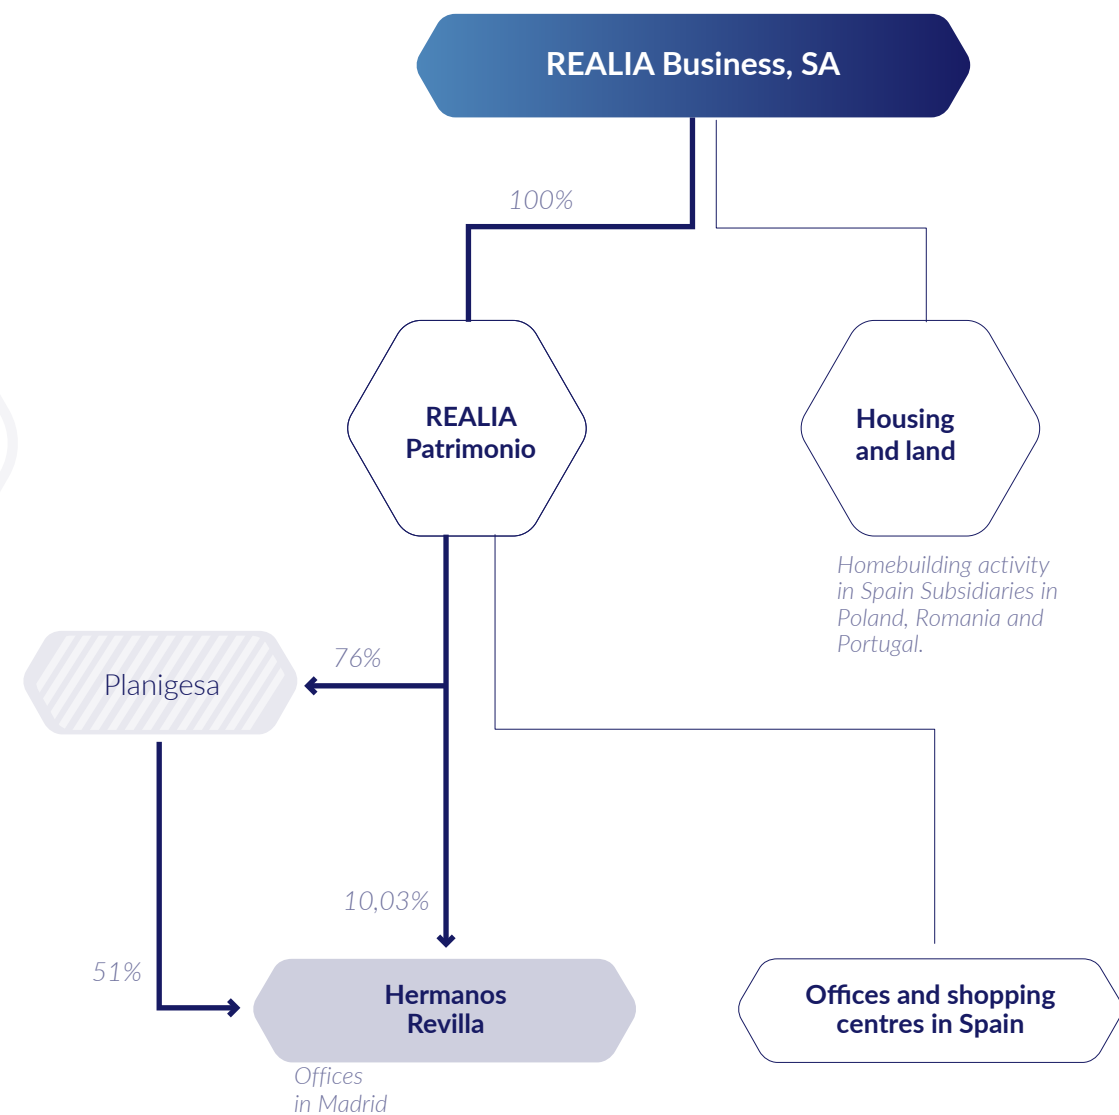 REALIA Business, SA
100%
REALIA
Patrimonio
Housing
and land
Homebuilding activity
in Spain Subsidiaries in
Poland, Romania and
Portugal.
76%
Planigesa
10,03%
51%
Hermanos
Revilla
Offices and shopping
centres in Spain
Offices
in Madrid